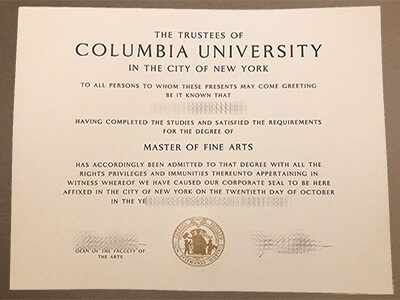 THE TRUSTEES OF
COLUMBIA UNIVERSITY
IN THE CITY OF NEW YORK
TO ALL PERSONS TO WHOM THESE PRESENTS MAY COME GREETING
BE IT KNOWN THAT
HAVING COMPLETED THE STUDIES AND SATISFIED THE REQUIREMENTS
FOR THE DEGREE OF
MASTER OF FINE ARTS
HAS ACCORDINGLY BEEN ADMITTED TO THAT DEGREE WITH ALL THE
RIGHTS PRIVILEGES AND IMMUNITIES THEREUNTO APPERTAINING IN
WITNESS WHEREOF WE HAVE CAUSED OUR CORPORATE SEAL TO BE HERE
AFFIXED IN THE CITY OF NEW YORK ON THE TWENTIETH DAY OF OCTOBER
IN THE
DEAN OF THE FACULTY OF
THE ARTS